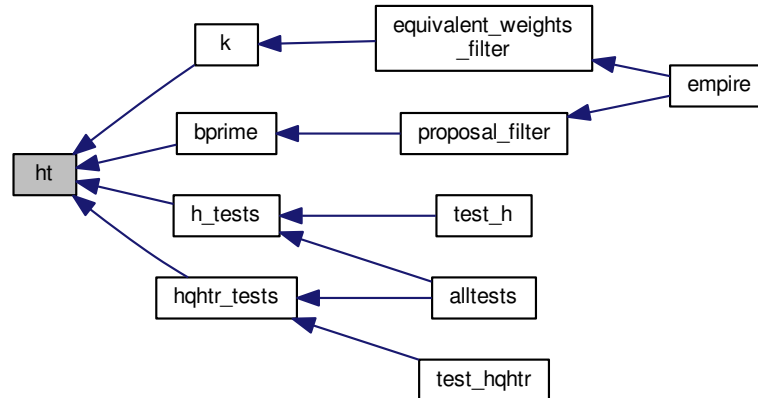 equivalent_weights
_filter
k
empire
bprime
proposal_filter
ht
h_tests
test_h
hqhtr_tests
alltests
test_hqhtr